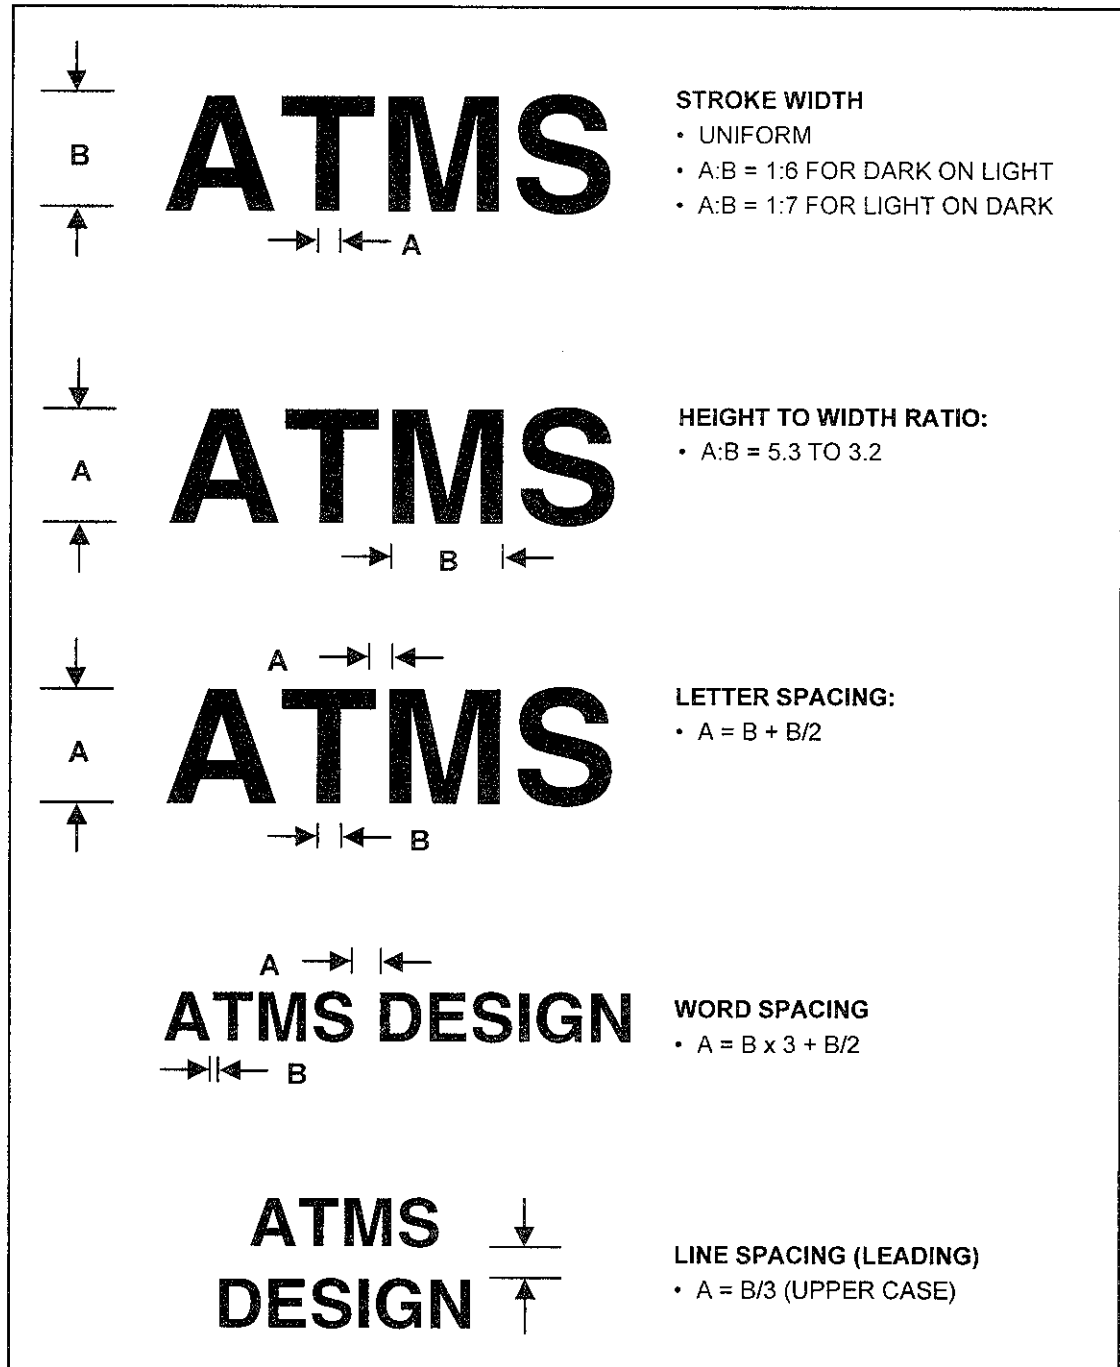 B
ATMS
A
STROKE WIDTH
• UNIFORM
• A:B = 1:6 FOR DARK ON LIGHT
• A:B = 1:7 FOR LIGHT ON DARK
A
ATMS
B
HEIGHT TO WIDTH RATIO:
• A:B = 5.3 TO 3.2
A
A
ATMS
B
LETTER SPACING:
• A = B + B/2
A
ATMS DESIGN
B
WORD SPACING
• A = B x 3 + B/2
ATMS
DESIGN
LINE SPACING (LEADING)
• A = B/3 (UPPER CASE)